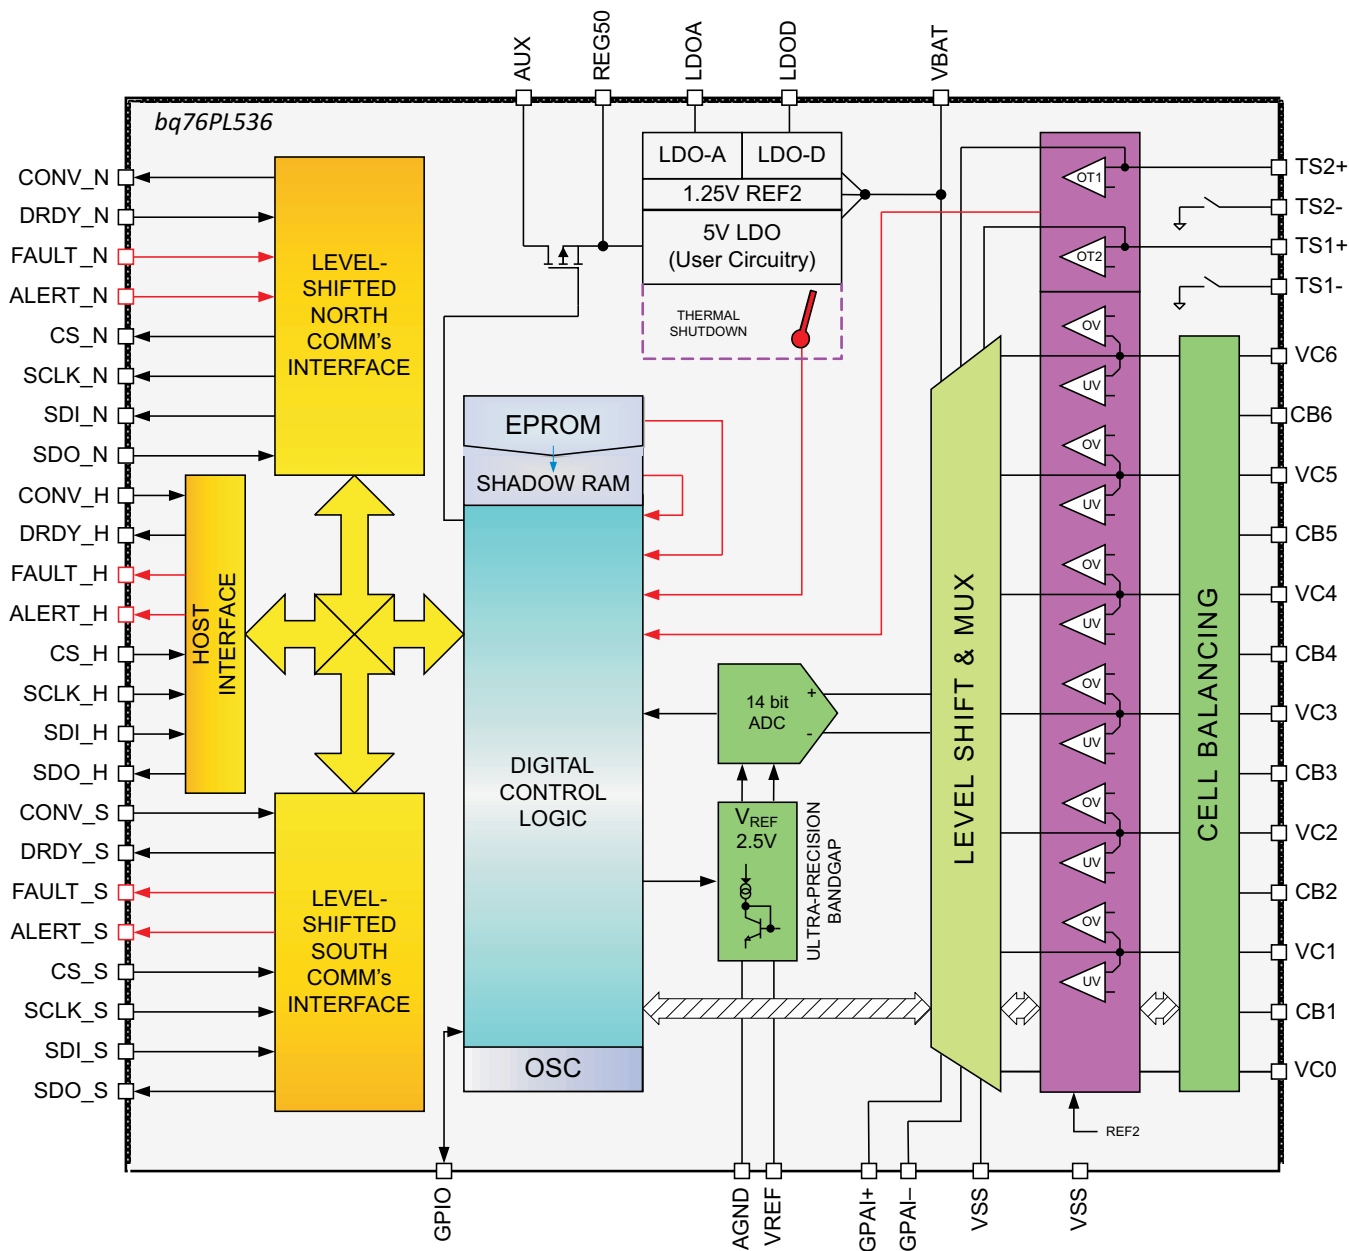 AUX
REG50
LDOA
LDOD
VBAT
bq76PL536
CONV_N
DRDY_N
FAULT_N
ALERT_N
CS_N
SCLK_N
SDI_N
SDO_N
CONV_H
DRDY_H
FAULT_H
ALERT_H
CS_H
SCLK_H
SDI_H
SDO_H
CONV_S
DRDY_S
FAULT_S
ALERT_S
CS_S
SCLK_S
SDI_S
SDO_S
LEVEL-
SHIFTED
NORTH
COMM's
INTERFACE
HOST
INTERFACE
LEVEL-
SHIFTED
SOUTH
COMM's
INTERFACE
LDO-A
LDO-D
1.25V REF2
5V LDO
(User Circuitry)
THERMAL
SHUTDOWN
EPROM
SHADOW RAM
DIGITAL
CONTROL
LOGIC
OSC
14 bit
ADC
+
-
VREF
2.5V
ULTRA-PRECISION
BANDGAP
LEVEL SHIFT & MUX
OT1
OT2
OV
UV
OV
UV
OV
UV
OV
UV
OV
UV
OV
UV
REF2
CELL BALANCING
TS2+
TS2-
TS1+
TS1-
VC6
CB6
VC5
CB5
VC4
CB4
VC3
CB3
VC2
CB2
VC1
CB1
VC0
GPIO
AGND
VREF
GPAI+
GPAI–
VSS
VSS